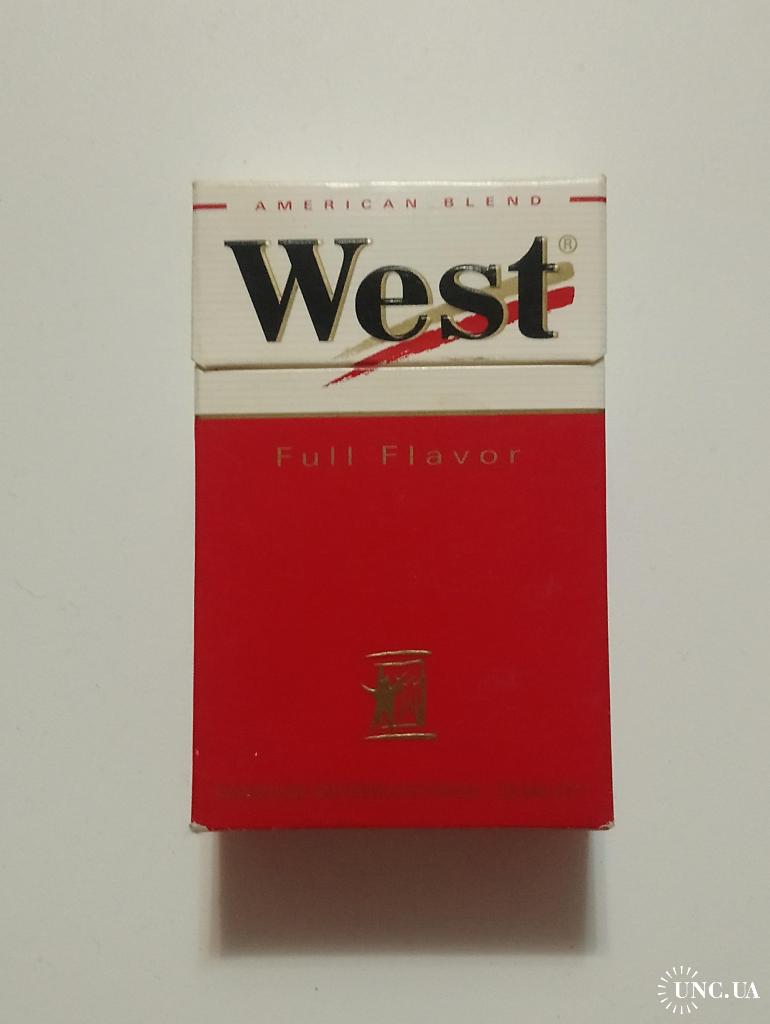 AMERICAN BLEND
West®
Full Flavor
UNC.UA